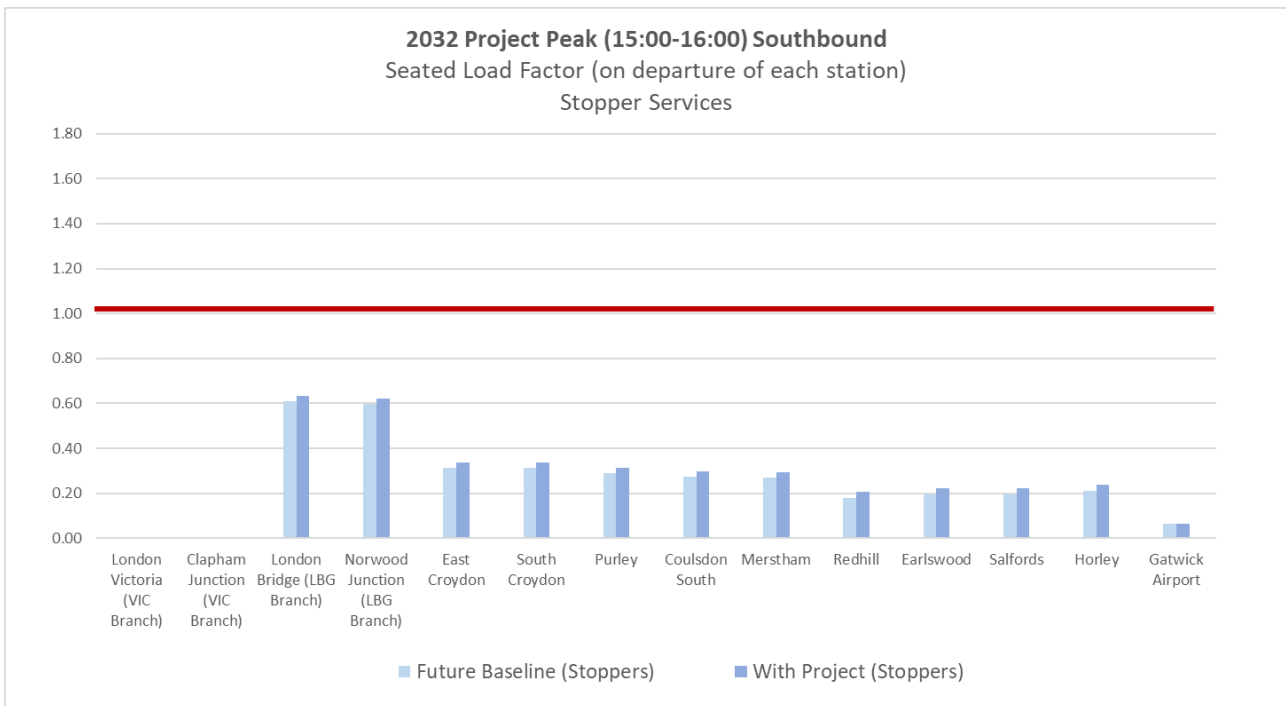 2032 Project Peak (15:00-16:00) Southbound
Seated Load Factor (on departure of each station)
Stopper Services
1.80
1.60
1.40
1.20
1.00
0.80
0.60
0.40
0.20
0.00
London
Victoria
(VIC
Branch)
Clapham
Junction (VIC
Branch)
London
Bridge (LBG
Branch)
Norwood
Junction
(LBG
Branch)
East
Croydon
South
Croydon
Purley
Coulsdon
South
Merstham
Redhill
Earlswood
Salfords
Horley
Gatwick
Airport
Future Baseline (Stoppers)
With Project (Stoppers)